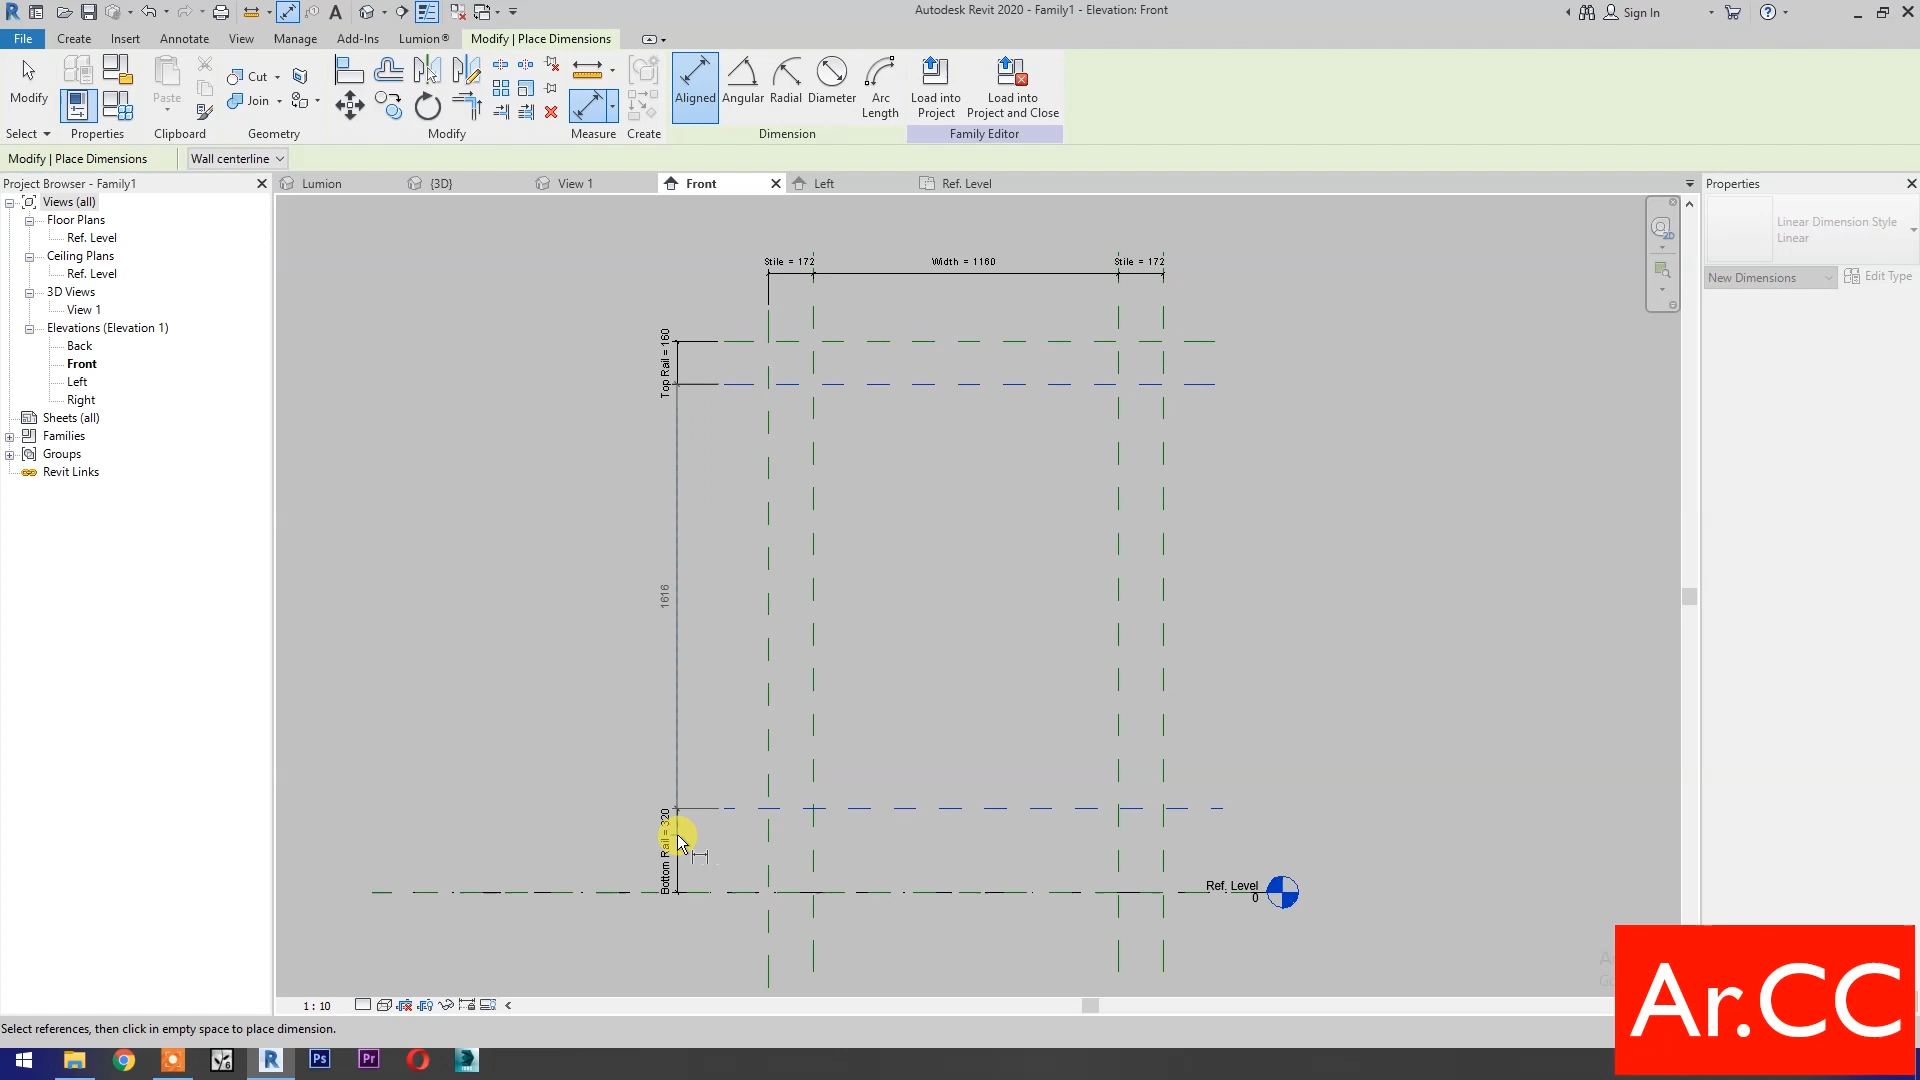 Autodesk Revit 2020 - Family1 - Elevation: Front
Sign In
File
Create
Insert
Annotate
View
Manage
Add-Ins
Lumion®
Modify | Place Dimensions
Modify
Paste
Cut
Join
Aligned
Angular
Radial
Diameter
Arc
Length
Load into
Project
Load into
Project and Close
Select
Properties
Clipboard
Geometry
Modify
Measure
Create
Dimension
Family Editor
Modify | Place Dimensions
Wall centerline
Project Browser - Family1
Lumion
{3D}
View 1
Front
Left
Ref. Level
Properties
Views (all)
Floor Plans
Ref. Level
Ceiling Plans
Ref. Level
3D Views
View 1
Elevations (Elevation 1)
Back
Front
Left
Right
Sheets (all)
Families
Groups
Revit Links
Stile = 172
Width = 1160
Stile = 172
Top Rail = 160
1616
Bottom Rail = 320
Ref. Level
0
2D
Linear Dimension Style
Linear
New Dimensions
Edit Type
1 : 10
Select references, then click in empty space to place dimension.
Ar.CC
R
Ps
Pr